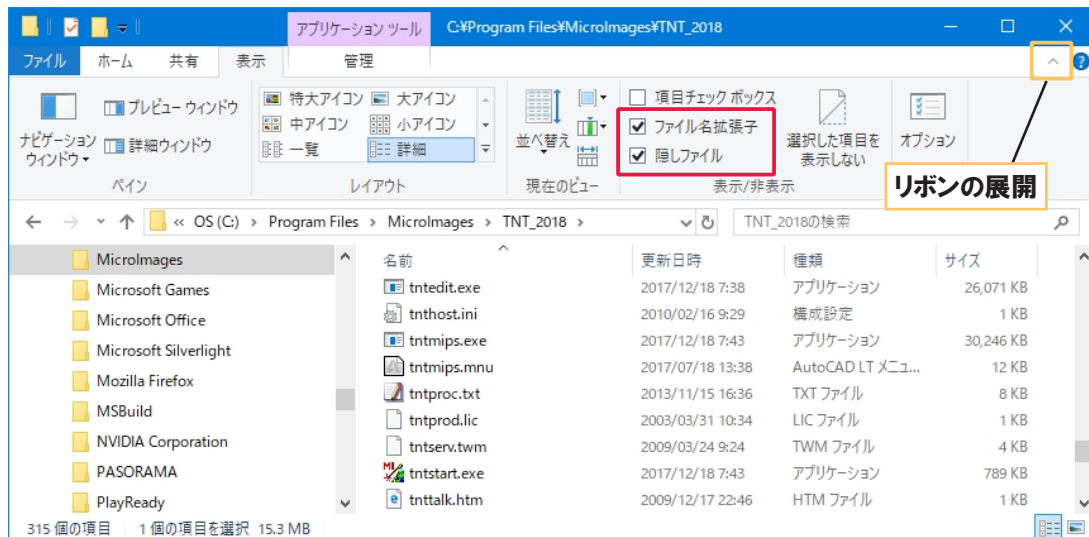 アプリケーション ツール C:¥Program Files¥MicroImages¥TNT_2018
ファイル ホーム 共有 表示 管理
ナビゲーション
ウィンドウ
プレビュー ウィンドウ
詳細ウィンドウ
ペイン
特大アイコン 大アイコン
中アイコン 小アイコン
一覧 詳細
レイアウト
並べ替え
現在のビュー
項目チェック ボックス
ファイル名拡張子
隠しファイル
選択した項目を
表示しない
表示/非表示
オプション
リボンの展開
« OS (C:) › Program Files › MicroImages › TNT_2018 ›
TNT_2018の検索
MicroImages
Microsoft Games
Microsoft Office
Microsoft Silverlight
Mozilla Firefox
MSBuild
NVIDIA Corporation
PASORAMA
PlayReady
名前 更新日時 種類 サイズ
tntedit.exe 2017/12/18 7:38 アプリケーション 26,071 KB
tnthost.ini 2010/02/16 9:29 構成設定 1 KB
tntmips.exe 2017/12/18 7:43 アプリケーション 30,246 KB
tntmips.mnu 2017/07/18 13:38 AutoCAD LT メニュ... 12 KB
tntproc.txt 2013/11/15 16:36 TXT ファイル 8 KB
tntprod.lic 2003/03/31 10:34 LIC ファイル 1 KB
tntserv.twm 2009/03/24 9:24 TWM ファイル 4 KB
tntstart.exe 2017/12/18 7:43 アプリケーション 789 KB
tnttalk.htm 2009/12/17 22:46 HTM ファイル 1 KB
315 個の項目 1 個の項目を選択 15.3 MB